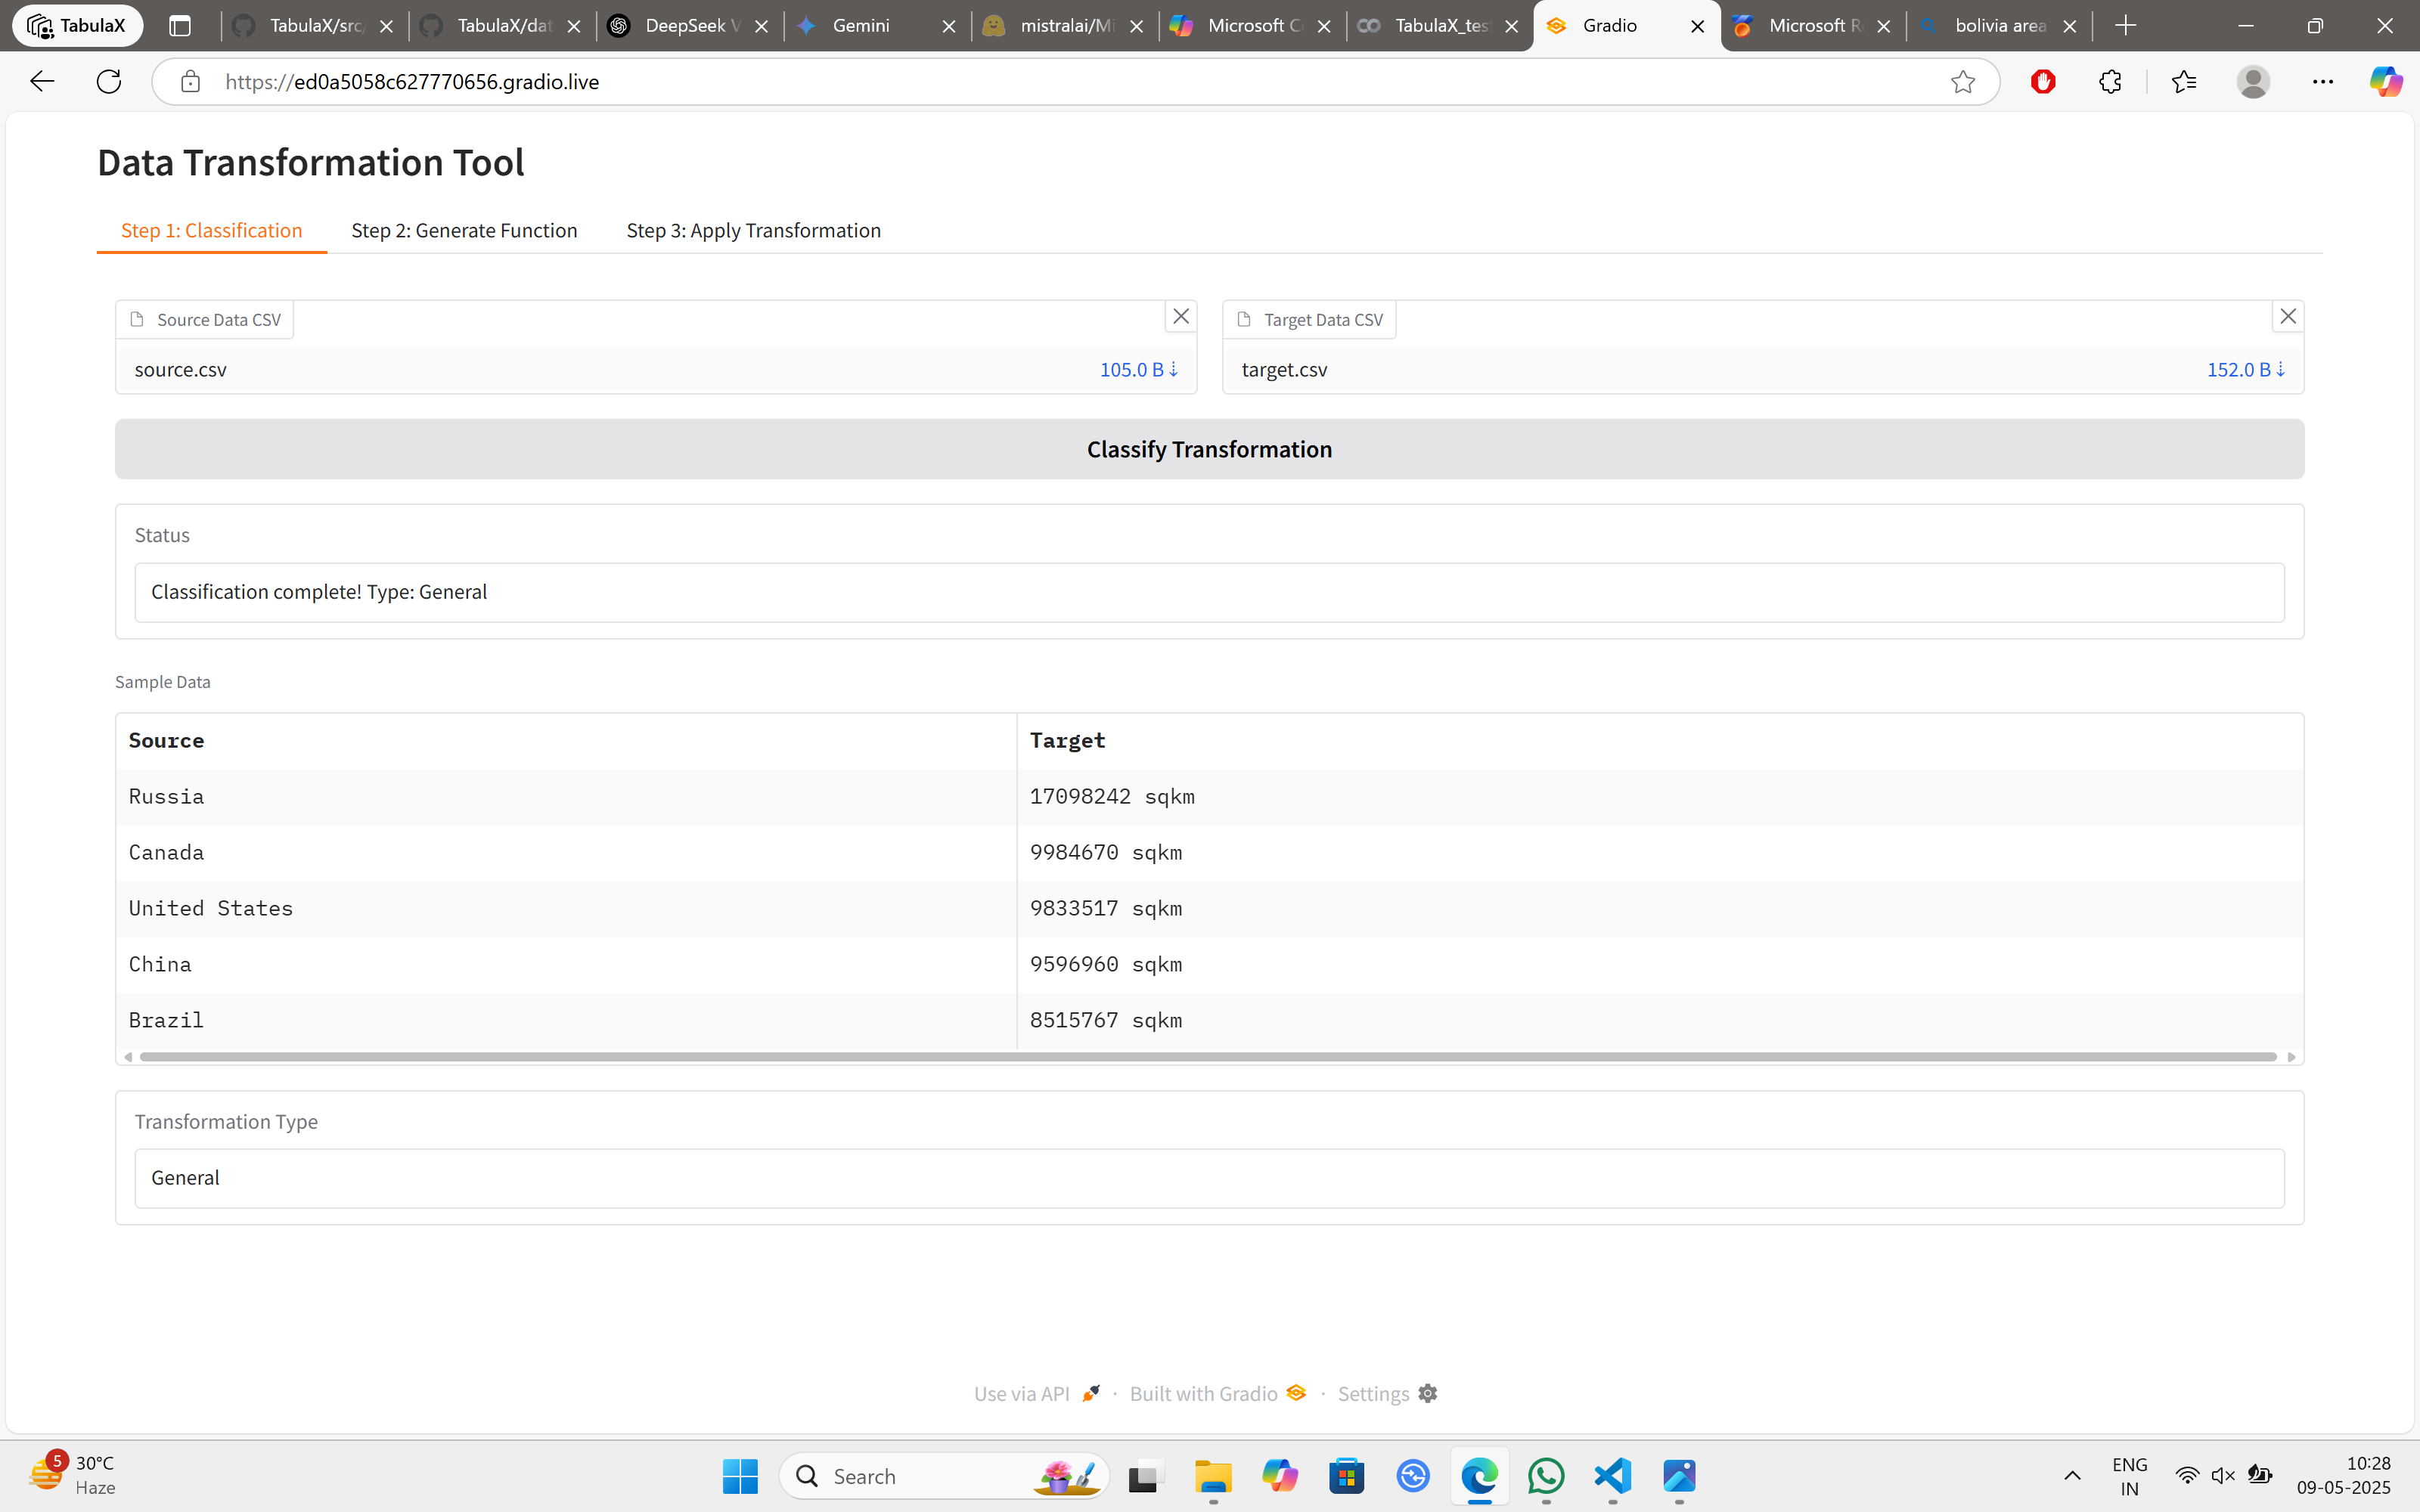 TabulaX
TabulaX/src/
TabulaX/dat
DeepSeek V
Gemini
mistralai/Mi
Microsoft Co
TabulaX_tes
Gradio
Microsoft R
bolivia area
https://ed0a5058c627770656.gradio.live
Data Transformation Tool
Step 1: Classification
Step 2: Generate Function
Step 3: Apply Transformation
Source Data CSV
source.csv
105.0 B ⇣
Target Data CSV
target.csv
152.0 B ⇣
Classify Transformation
Status
Classification complete! Type: General
Sample Data
Source Target
Russia 17098242 sqkm
Canada 9984670 sqkm
United States 9833517 sqkm
China 9596960 sqkm
Brazil 8515767 sqkm
Transformation Type
General
Use via API · Built with Gradio · Settings
5
30°C
Haze
Search
ENG
IN
10:28
09-05-2025